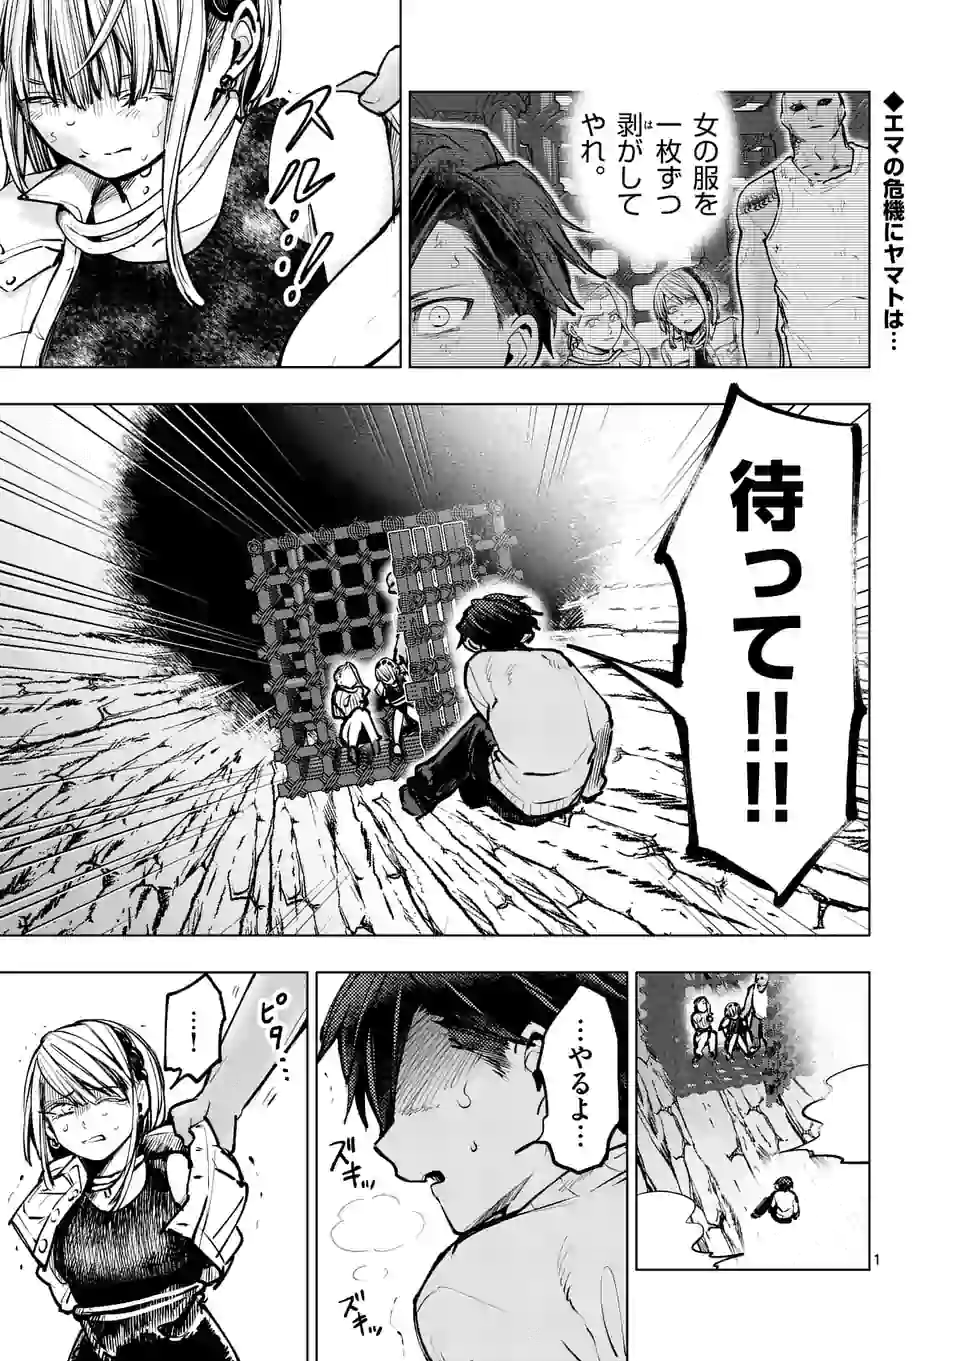 ◆エマの危機にヤマトは…
女の服を
一枚ずつ
剥がして
やれ。
は
スルル…
待って!!!!
…やるよ…
ズキッ
ズキッ
ピタ…
…!
1